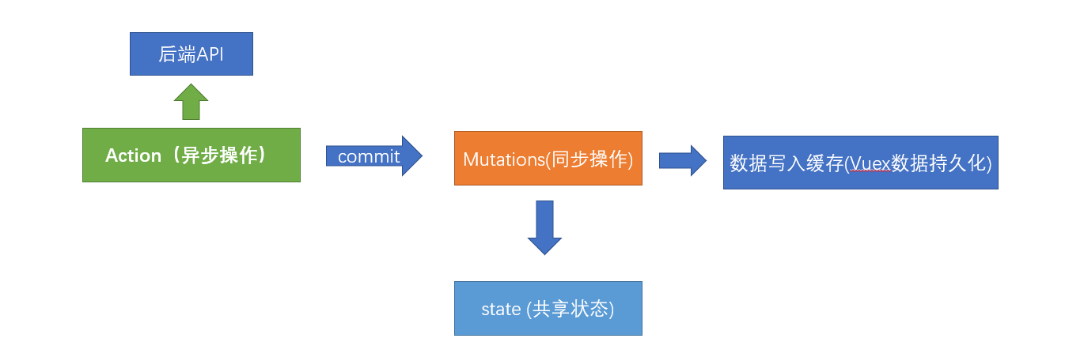 后端API
Action（异步操作）
commit
Mutations(同步操作)
数据写入缓存(Vuex数据持久化)
state (共享状态)